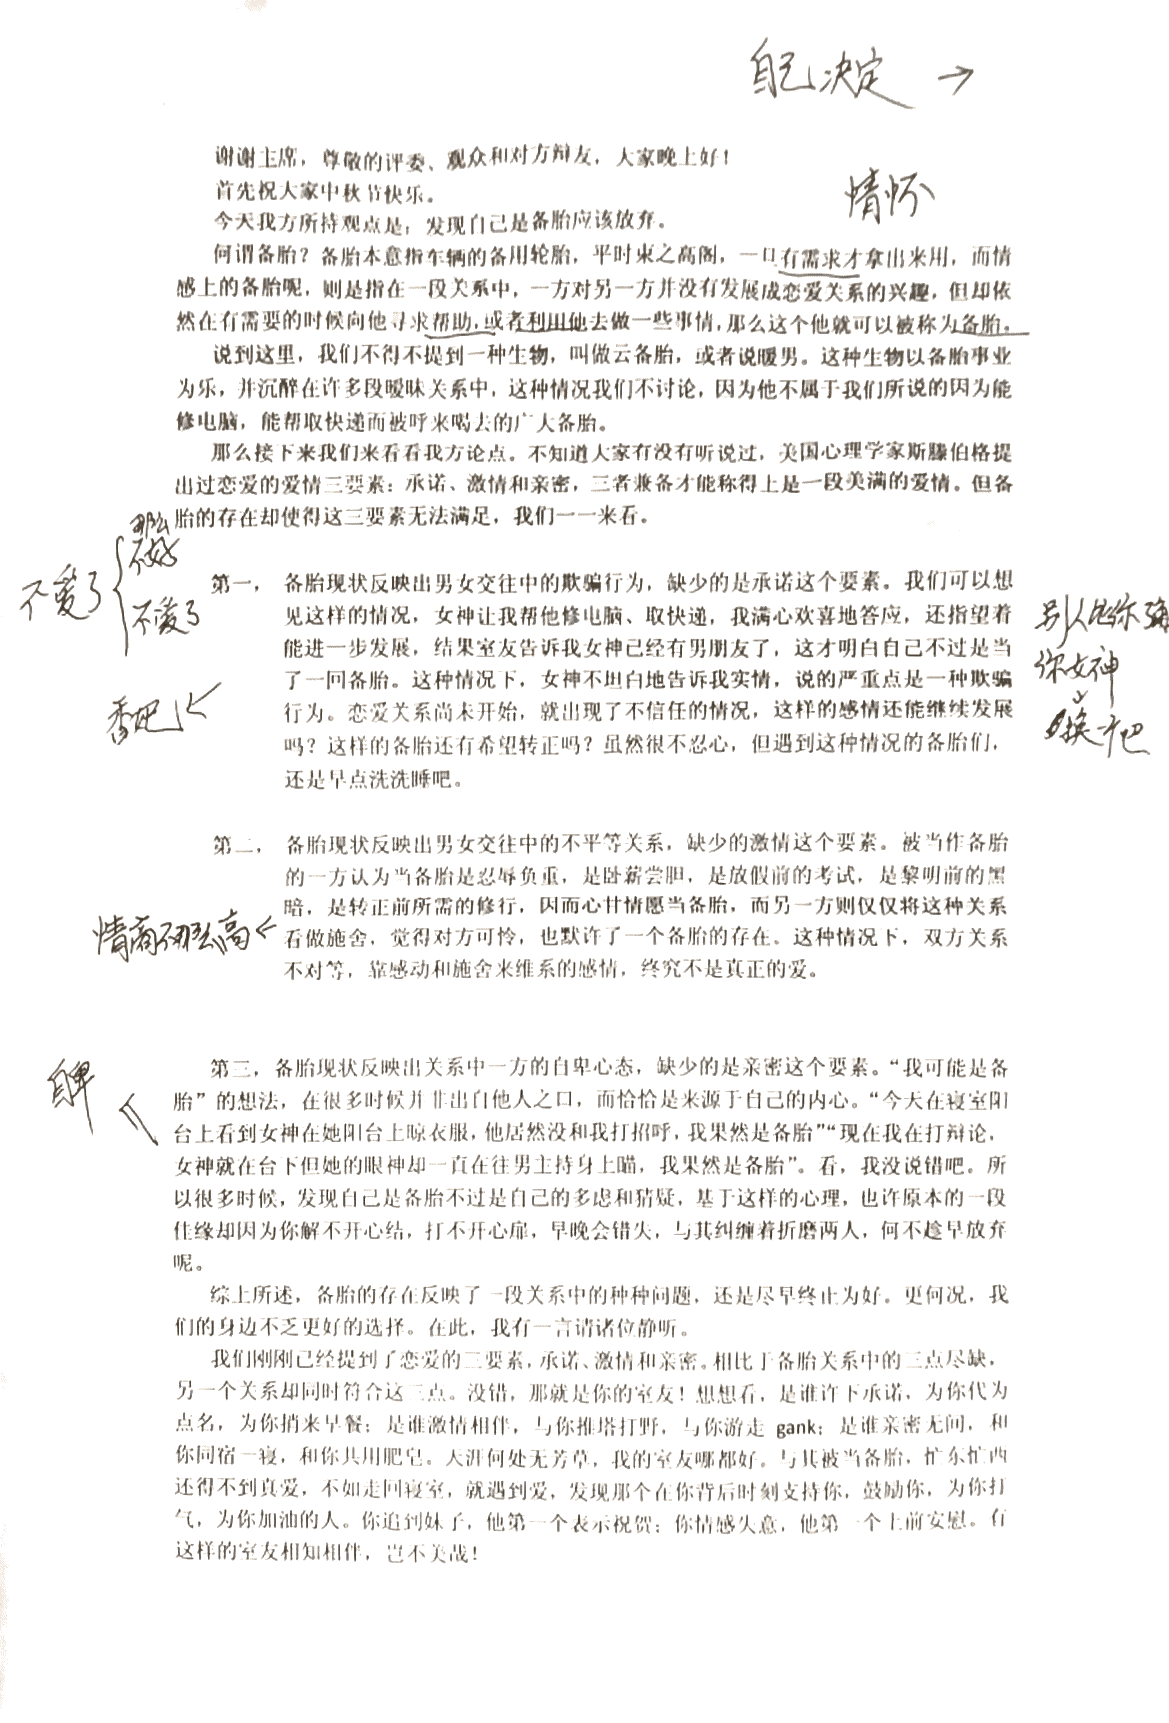 自己决定 →
谢谢主席，尊敬的评委、观众和对方辩友，大家晚上好！
首先祝大家中秋节快乐。
情怀
今天我方所持观点是：发现自己是备胎应该放弃。
何谓备胎？备胎本意指车辆的备用轮胎，平时束之高阁，一旦有需求才拿出来用，而情
感上的备胎呢，则是指在一段关系中，一方对另一方并没有发展成恋爱关系的兴趣，但却依
然在有需要的时候向他寻求帮助，或者利用他去做一些事情，那么这个他就可以被称为备胎。
说到这里，我们不得不提到一种生物，叫做云备胎，或者说暖男。这种生物以备胎事业
为乐，并沉醉在许多段暧昧关系中，这种情况我们不讨论，因为他不属于我们所说的因为能
修电脑，能帮取快递而被呼来喝去的广大备胎。
那么接下来我们来看看我方论点。不知道大家有没有听说过，美国心理学家斯滕伯格提
出过恋爱的爱情三要素：承诺、激情和亲密，三者兼备才能称得上是一段美满的爱情。但备
胎的存在却使得这三要素无法满足，我们一一来看。
那么
不好
不爱了
不爱了
第一，备胎现状反映出男女交往中的欺骗行为，缺少的是承诺这个要素。我们可以想
见这样的情况，女神让我帮他修电脑、取快递，我满心欢喜地答应，还指望着
能进一步发展，结果室友告诉我女神已经有男朋友了，这才明白自己不过是当
了一回备胎。这种情况下，女神不坦白地告诉我实情，说的严重点是一种欺骗
行为。恋爱关系尚未开始，就出现了不信任的情况，这样的感情还能继续发展
吗？这样的备胎还有希望转正吗？虽然很不忍心，但遇到这种情况的备胎们，
还是早点洗洗睡吧。
别人给你
你女神
换一个吧
第二，备胎现状反映出男女交往中的不平等关系，缺少的激情这个要素。被当作备胎
的一方认为当备胎是忍辱负重，是卧薪尝胆，是放假前的考试，是黎明前的黑
暗，是转正前所需的修行，因而心甘情愿当备胎，而另一方则仅仅将这种关系
看做施舍，觉得对方可怜，也默许了一个备胎的存在。这种情况下，双方关系
不对等，靠感动和施舍来维系的感情，终究不是真正的爱。
情商不那么高←
自卑
第三，备胎现状反映出关系中一方的自卑心态，缺少的是亲密这个要素。“我可能是备
胎”的想法，在很多时候并非出自他人之口，而恰恰是来源于自己的内心。“今天在寝室阳
台上看到女神在她阳台上晾衣服，他居然没和我打招呼，我果然是备胎”“现在我在打辩论，
女神就在台下但她的眼神却一直在往男主持身上瞄，我果然是备胎”。看，我没说错吧。所
以很多时候，发现自己是备胎不过是自己的多虑和猜疑，基于这样的心理，也许原本的一段
佳缘却因为你解不开心结，打不开心扉，早晚会错失，与其纠缠着折磨两人，何不趁早放弃
呢。
综上所述，备胎的存在反映了一段关系中的种种问题，还是尽早终止为好。更何况，我
们的身边不乏更好的选择。在此，我有一言请诸位静听。
我们刚刚已经提到了恋爱的三要素，承诺、激情和亲密。相比于备胎关系中的三点尽缺，
另一个关系却同时符合这三点。没错，那就是你的室友！想想看，是谁许下承诺，为你代为
点名，为你捎来早餐；是谁激情相伴，与你推塔打野，与你游走 gank；是谁亲密无间，和
你同宿一寝，和你共用肥皂。天涯何处无芳草，我的室友哪都好。与其被当备胎，忙东忙西
还得不到真爱，不如走回寝室，就遇到爱，发现那个在你背后时刻支持你，鼓励你，为你打
气，为你加油的人。你追到妹子，他第一个表示祝贺；你情感失意，他第一个上前安慰。有
这样的室友相知相伴，岂不美哉！